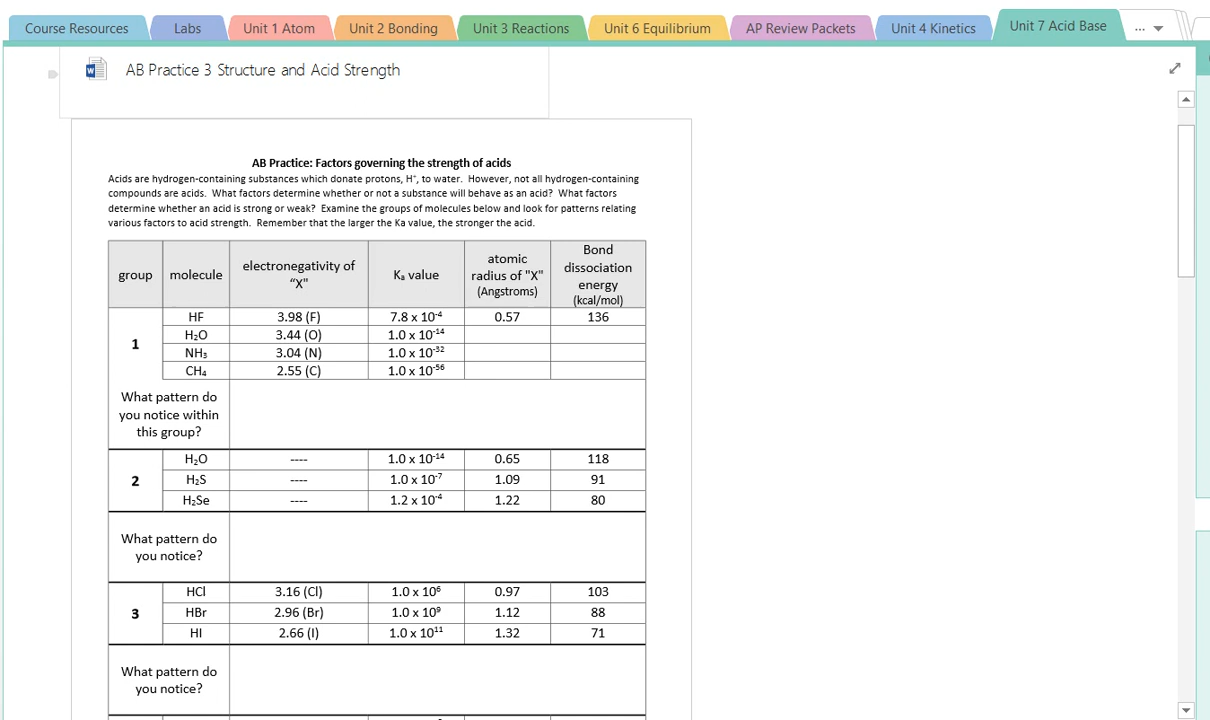 Course Resources Labs Unit 1 Atom Unit 2 Bonding Unit 3 Reactions Unit 6 Equilibrium AP Review Packets Unit 4 Kinetics Unit 7 Acid Base ...
AB Practice 3 Structure and Acid Strength
AB Practice: Factors governing the strength of acids
Acids are hydrogen-containing substances which donate protons, H⁺, to water. However, not all hydrogen-containing
compounds are acids. What factors determine whether or not a substance will behave as an acid? What factors
determine whether an acid is strong or weak? Examine the groups of molecules below and look for patterns relating
various factors to acid strength. Remember that the larger the Ka value, the stronger the acid.
group molecule electronegativity of "X" Kₐ value atomic radius of "X" (Angstroms) Bond dissociation energy (kcal/mol)
1
HF 3.98 (F) 7.8 x 10⁻⁴ 0.57 136
H₂O 3.44 (O) 1.0 x 10⁻¹⁴
NH₃ 3.04 (N) 1.0 x 10⁻³²
CH₄ 2.55 (C) 1.0 x 10⁻⁵⁶
What pattern do
you notice within
this group?
2
H₂O ---- 1.0 x 10⁻¹⁴ 0.65 118
H₂S ---- 1.0 x 10⁻⁷ 1.09 91
H₂Se ---- 1.2 x 10⁻⁴ 1.22 80
What pattern do
you notice?
3
HCl 3.16 (Cl) 1.0 x 10⁶ 0.97 103
HBr 2.96 (Br) 1.0 x 10⁹ 1.12 88
HI 2.66 (I) 1.0 x 10¹¹ 1.32 71
What pattern do
you notice?